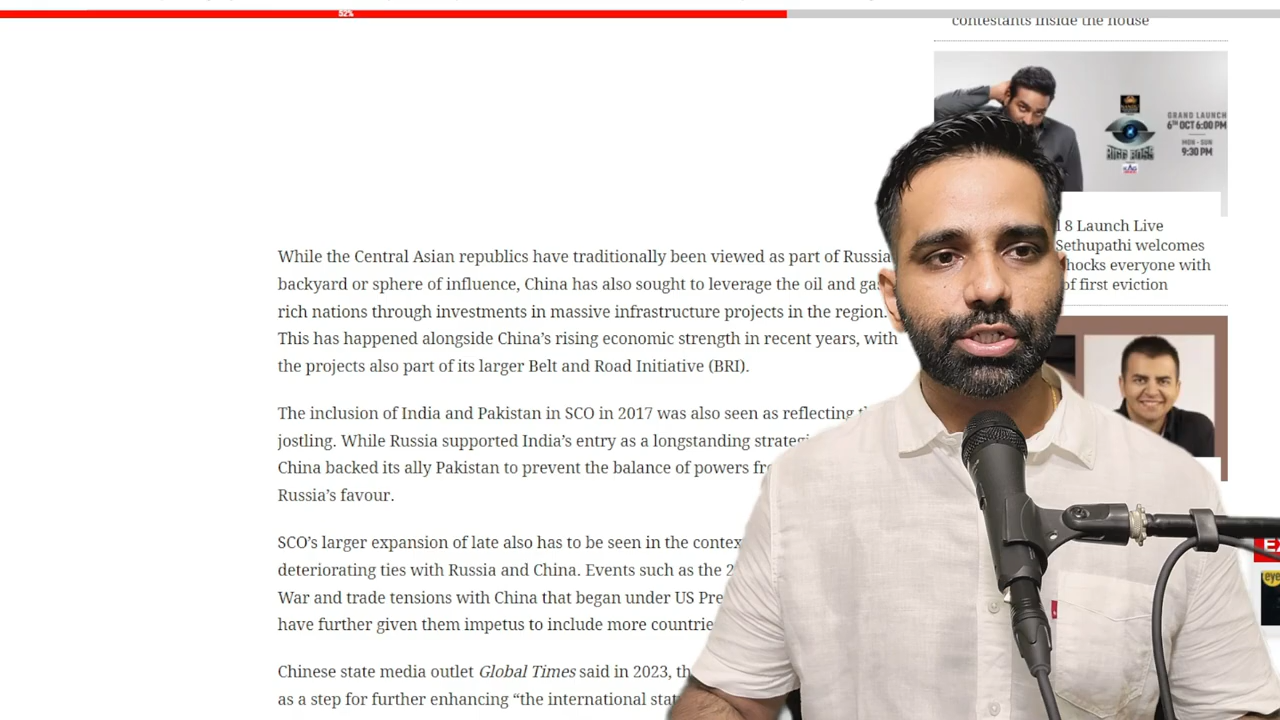 52%
contestants inside the house
GRAND LAUNCH
6TH OCT 6:00 PM
MON - SUN
9:30 PM
BIGG BOSS
8 Launch Live
Sethupathi welcomes
hocks everyone with
of first eviction
While the Central Asian republics have traditionally been viewed as part of Russia
backyard or sphere of influence, China has also sought to leverage the oil and gas
rich nations through investments in massive infrastructure projects in the region.
This has happened alongside China’s rising economic strength in recent years, with
the projects also part of its larger Belt and Road Initiative (BRI).
The inclusion of India and Pakistan in SCO in 2017 was also seen as reflecting
jostling. While Russia supported India’s entry as a longstanding
China backed its ally Pakistan to prevent the balance of powers
Russia’s favour.
SCO’s larger expansion of late also has to be seen in the
deteriorating ties with Russia and China. Events such as the 2
War and trade tensions with China that began under US
have further given them impetus to include more
Chinese state media outlet Global Times said in 2023,
as a step for further enhancing “the international
eye